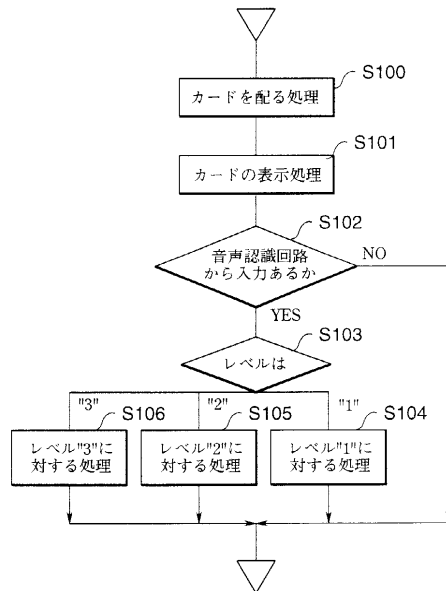 S100
カードを配る処理
S101
カードの表示処理
S102
音声認識回路
から入力あるか
NO
YES
S103
レベルは
"3"
S106
"2"
S105
"1"
S104
レベル"3"に
対する処理
レベル"2"に
対する処理
レベル"1"に
対する処理